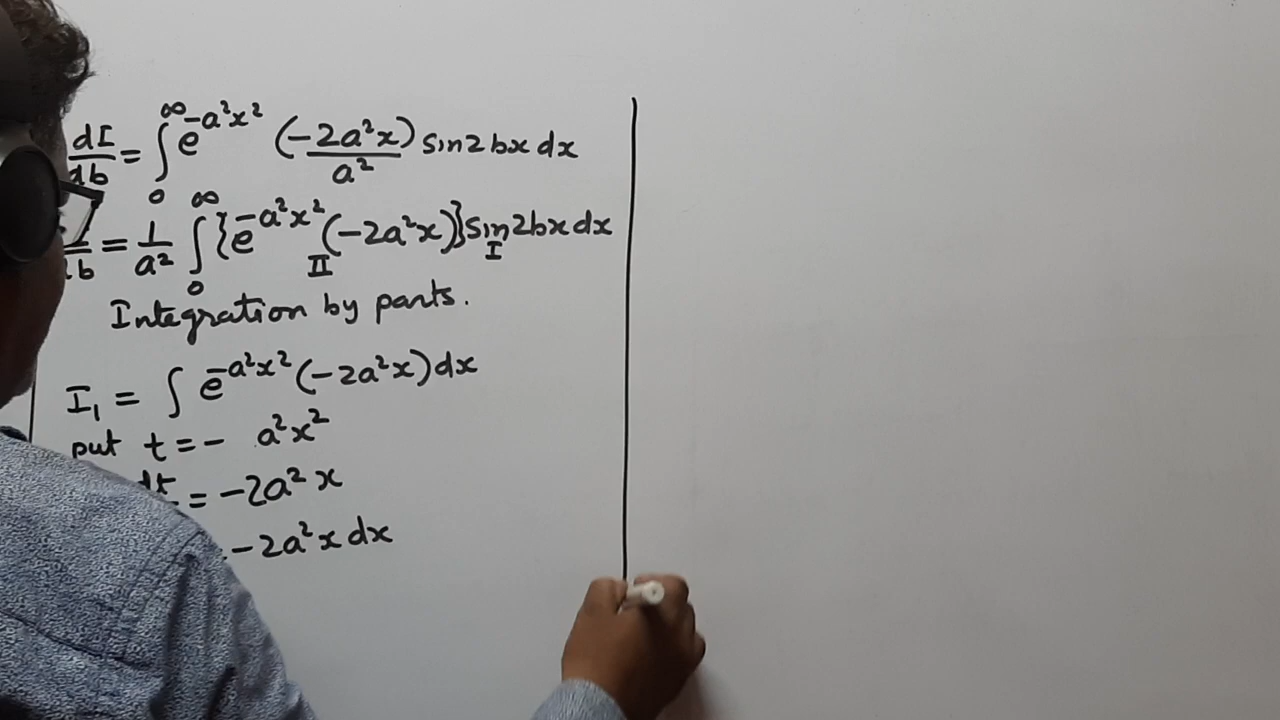 dI/db = ∫₀^∞ e^{-a²x²} (-2a²x)/a² sin2bx dx
= 1/a² ∫₀^∞ {e^{-a²x²} (-2a²x)} sin2bx dx
II I
Integration by parts.
I₁ = ∫ e^{-a²x²} (-2a²x) dx
put t = - a²x²
= -2a² x
-2a²x dx